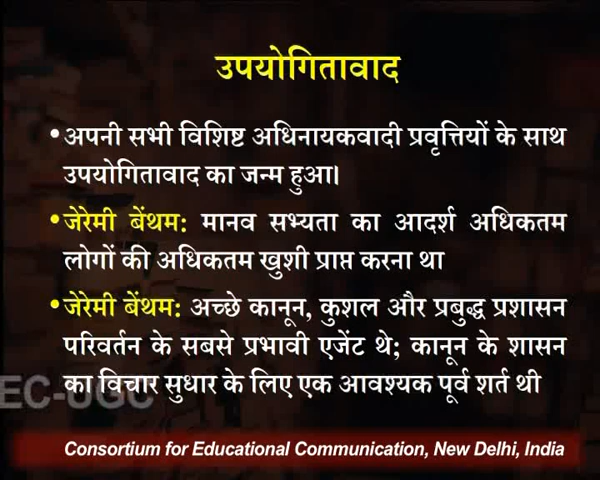 उपयोगितावाद
•अपनी सभी विशिष्ट अधिनायकवादी प्रवृत्तियों के साथ
उपयोगितावाद का जन्म हुआ।
•जेरेमी बेंथम: मानव सभ्यता का आदर्श अधिकतम
लोगों की अधिकतम खुशी प्राप्त करना था
•जेरेमी बेंथम: अच्छे कानून, कुशल और प्रबुद्ध प्रशासन
परिवर्तन के सबसे प्रभावी एजेंट थे; कानून के शासन
का विचार सुधार के लिए एक आवश्यक पूर्व शर्त थी
EC-UGC
Consortium for Educational Communication, New Delhi, India